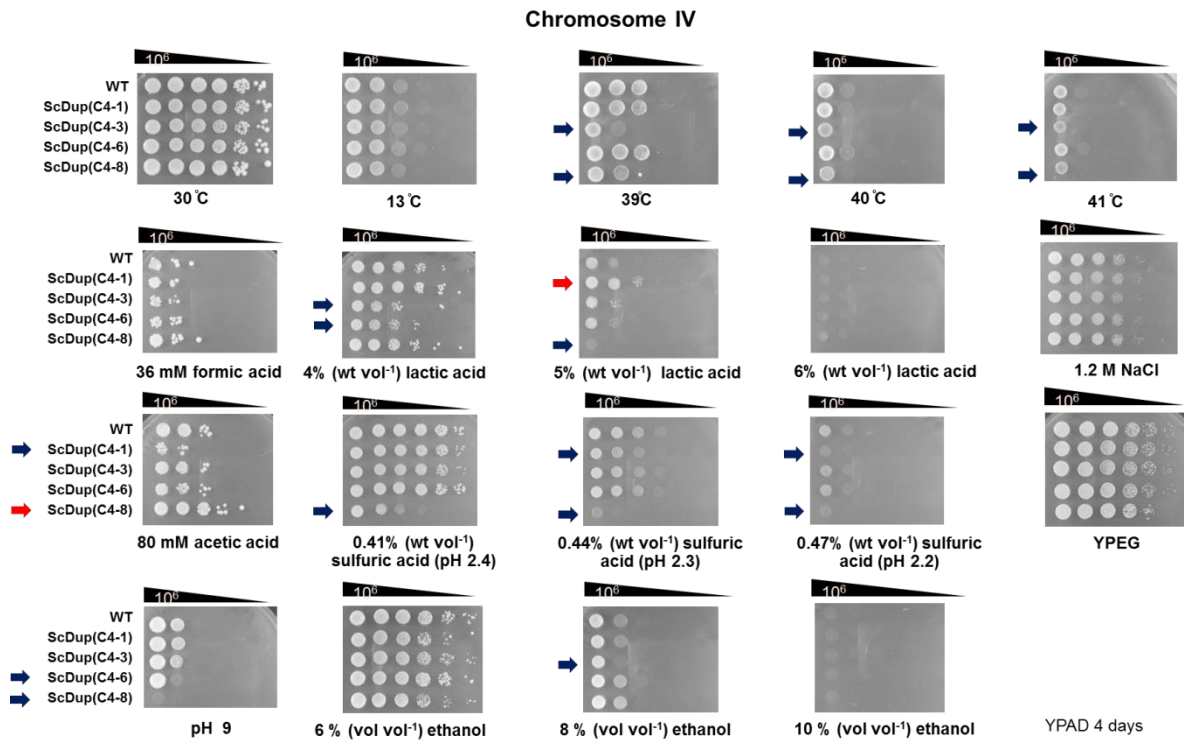 Chromosome IV
10⁶ 10⁶ 10⁶ 10⁶ 10⁶
WT
ScDup(C4-1)
ScDup(C4-3)
ScDup(C4-6)
ScDup(C4-8)
30 °C 13 °C 39°C 40 °C 41 °C
10⁶ 10⁶ 10⁶ 10⁶ 10⁶
WT
ScDup(C4-1)
ScDup(C4-3)
ScDup(C4-6)
ScDup(C4-8)
36 mM formic acid 4% (wt vol⁻¹) lactic acid 5% (wt vol⁻¹) lactic acid 6% (wt vol⁻¹) lactic acid 1.2 M NaCl
10⁶ 10⁶ 10⁶ 10⁶ 10⁶
WT
ScDup(C4-1)
ScDup(C4-3)
ScDup(C4-6)
ScDup(C4-8)
80 mM acetic acid 0.41% (wt vol⁻¹) 0.44% (wt vol⁻¹) sulfuric 0.47% (wt vol⁻¹) sulfuric YPEG
sulfuric acid (pH 2.4) acid (pH 2.3) acid (pH 2.2)
10⁶ 10⁶ 10⁶ 10⁶
WT
ScDup(C4-1)
ScDup(C4-3)
ScDup(C4-6)
ScDup(C4-8)
pH 9 6 % (vol vol⁻¹) ethanol 8 % (vol vol⁻¹) ethanol 10 % (vol vol⁻¹) ethanol YPAD 4 days